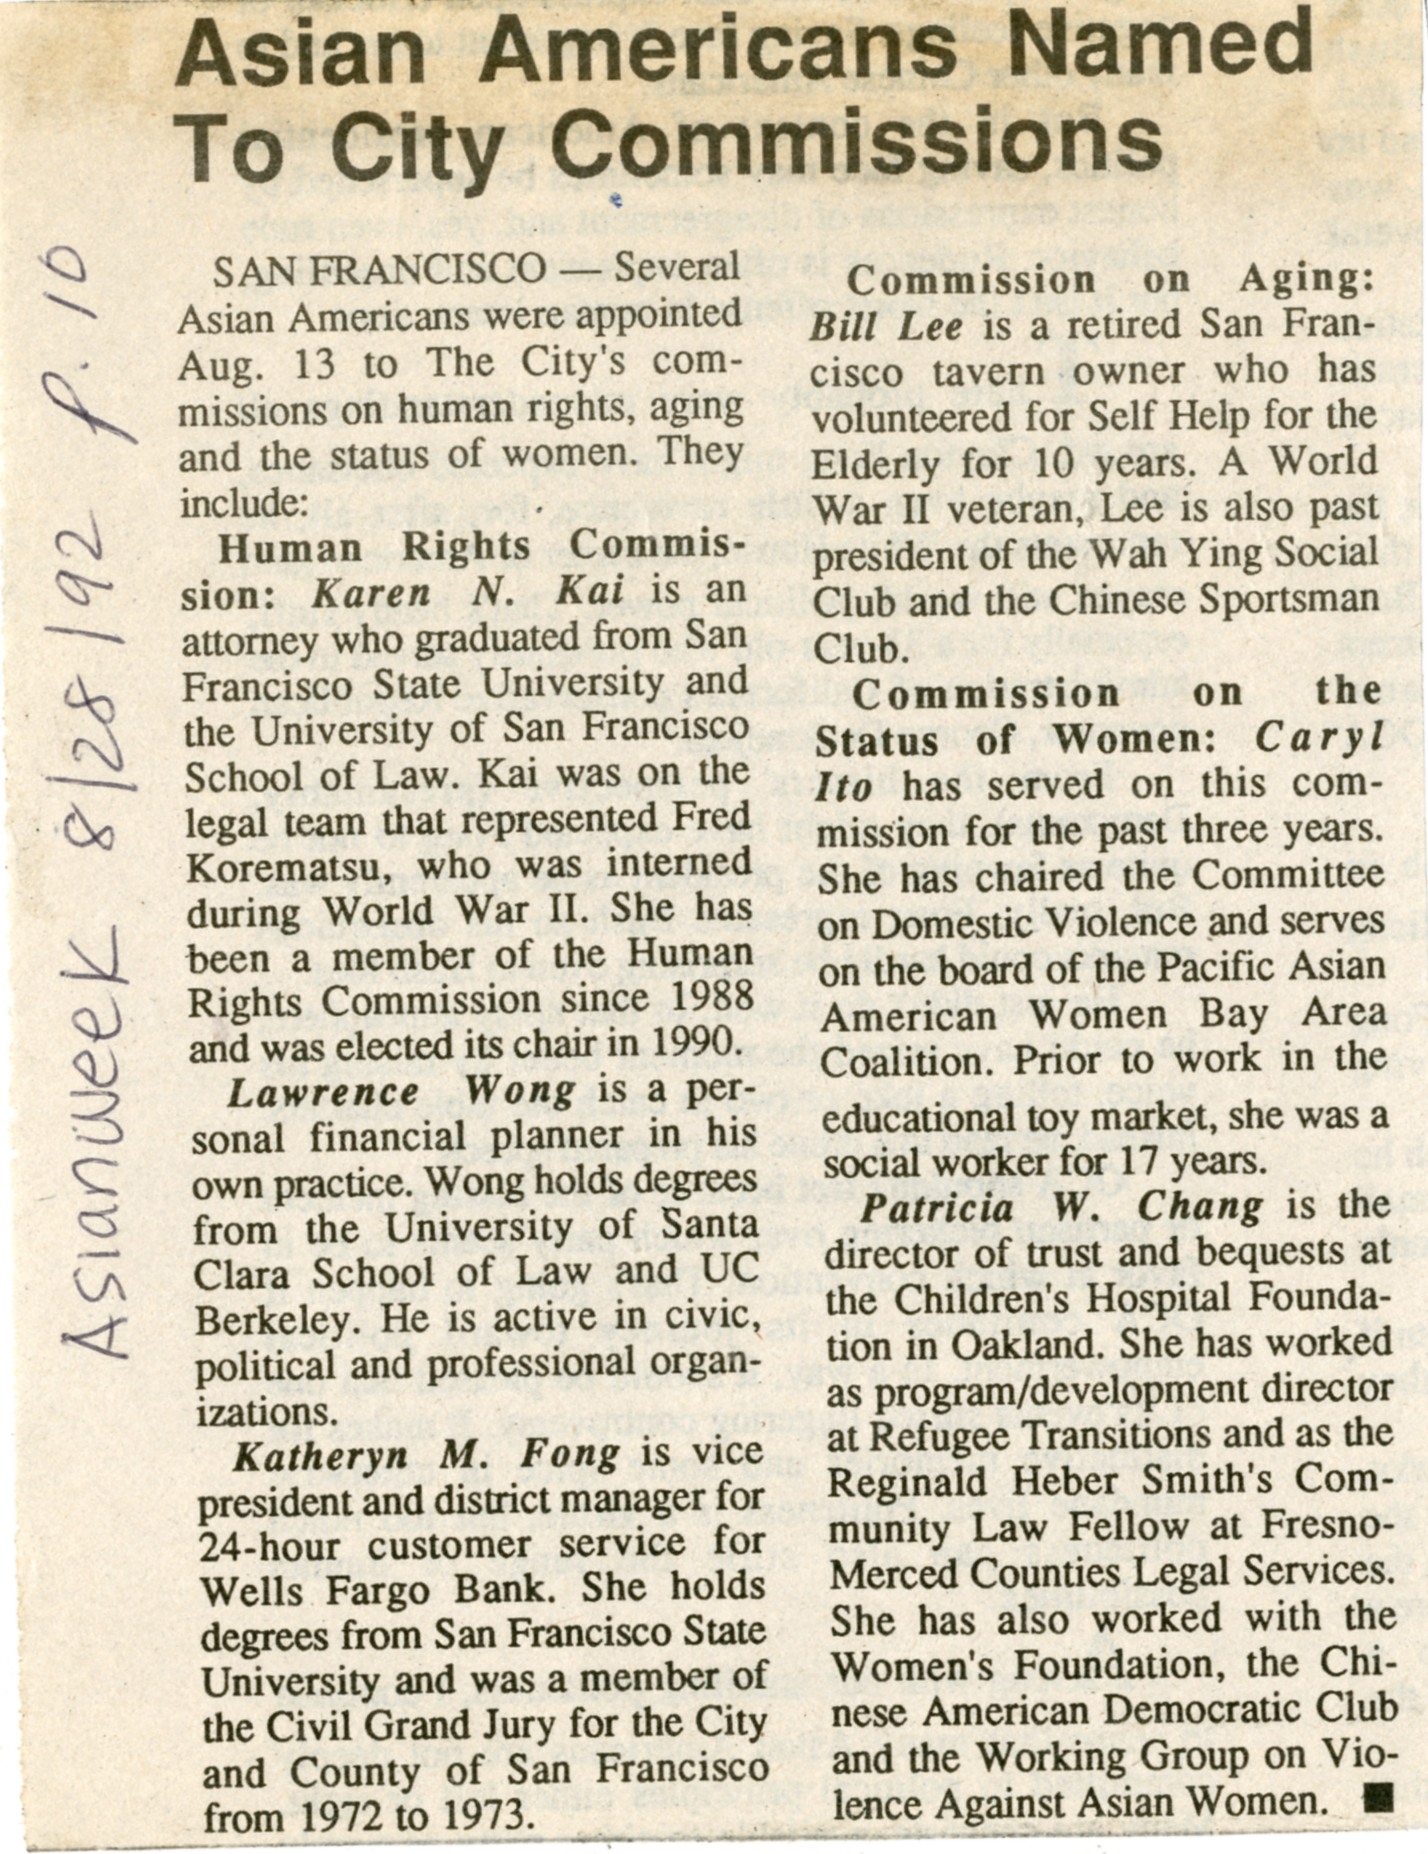 Asian Americans Named
To City Commissions
Asianweek 8/28/92 P. 10
SAN FRANCISCO — Several
Asian Americans were appointed
Aug. 13 to The City's com-
missions on human rights, aging
and the status of women. They
include:
Human Rights Commis-
sion: Karen N. Kai is an
attorney who graduated from San
Francisco State University and
the University of San Francisco
School of Law. Kai was on the
legal team that represented Fred
Korematsu, who was interned
during World War II. She has
been a member of the Human
Rights Commission since 1988
and was elected its chair in 1990.
Lawrence Wong is a per-
sonal financial planner in his
own practice. Wong holds degrees
from the University of Santa
Clara School of Law and UC
Berkeley. He is active in civic,
political and professional organ-
izations.
Katheryn M. Fong is vice
president and district manager for
24-hour customer service for
Wells Fargo Bank. She holds
degrees from San Francisco State
University and was a member of
the Civil Grand Jury for the City
and County of San Francisco
from 1972 to 1973.
Commission on Aging:
Bill Lee is a retired San Fran-
cisco tavern owner who has
volunteered for Self Help for the
Elderly for 10 years. A World
War II veteran, Lee is also past
president of the Wah Ying Social
Club and the Chinese Sportsman
Club.
Commission on the
Status of Women: Caryl
Ito has served on this com-
mission for the past three years.
She has chaired the Committee
on Domestic Violence and serves
on the board of the Pacific Asian
American Women Bay Area
Coalition. Prior to work in the
educational toy market, she was a
social worker for 17 years.
Patricia W. Chang is the
director of trust and bequests at
the Children's Hospital Founda-
tion in Oakland. She has worked
as program/development director
at Refugee Transitions and as the
Reginald Heber Smith's Com-
munity Law Fellow at Fresno-
Merced Counties Legal Services.
She has also worked with the
Women's Foundation, the Chi-
nese American Democratic Club
and the Working Group on Vio-
lence Against Asian Women. ■